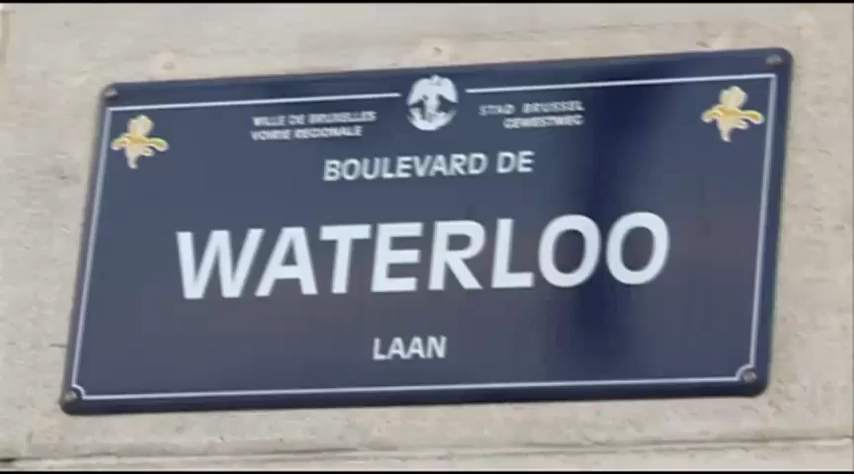 VILLE DE BRUXELLES
VOIRIE REGIONALE
STAD BRUSSEL
GEWESTWEG
BOULEVARD DE
WATERLOO
LAAN